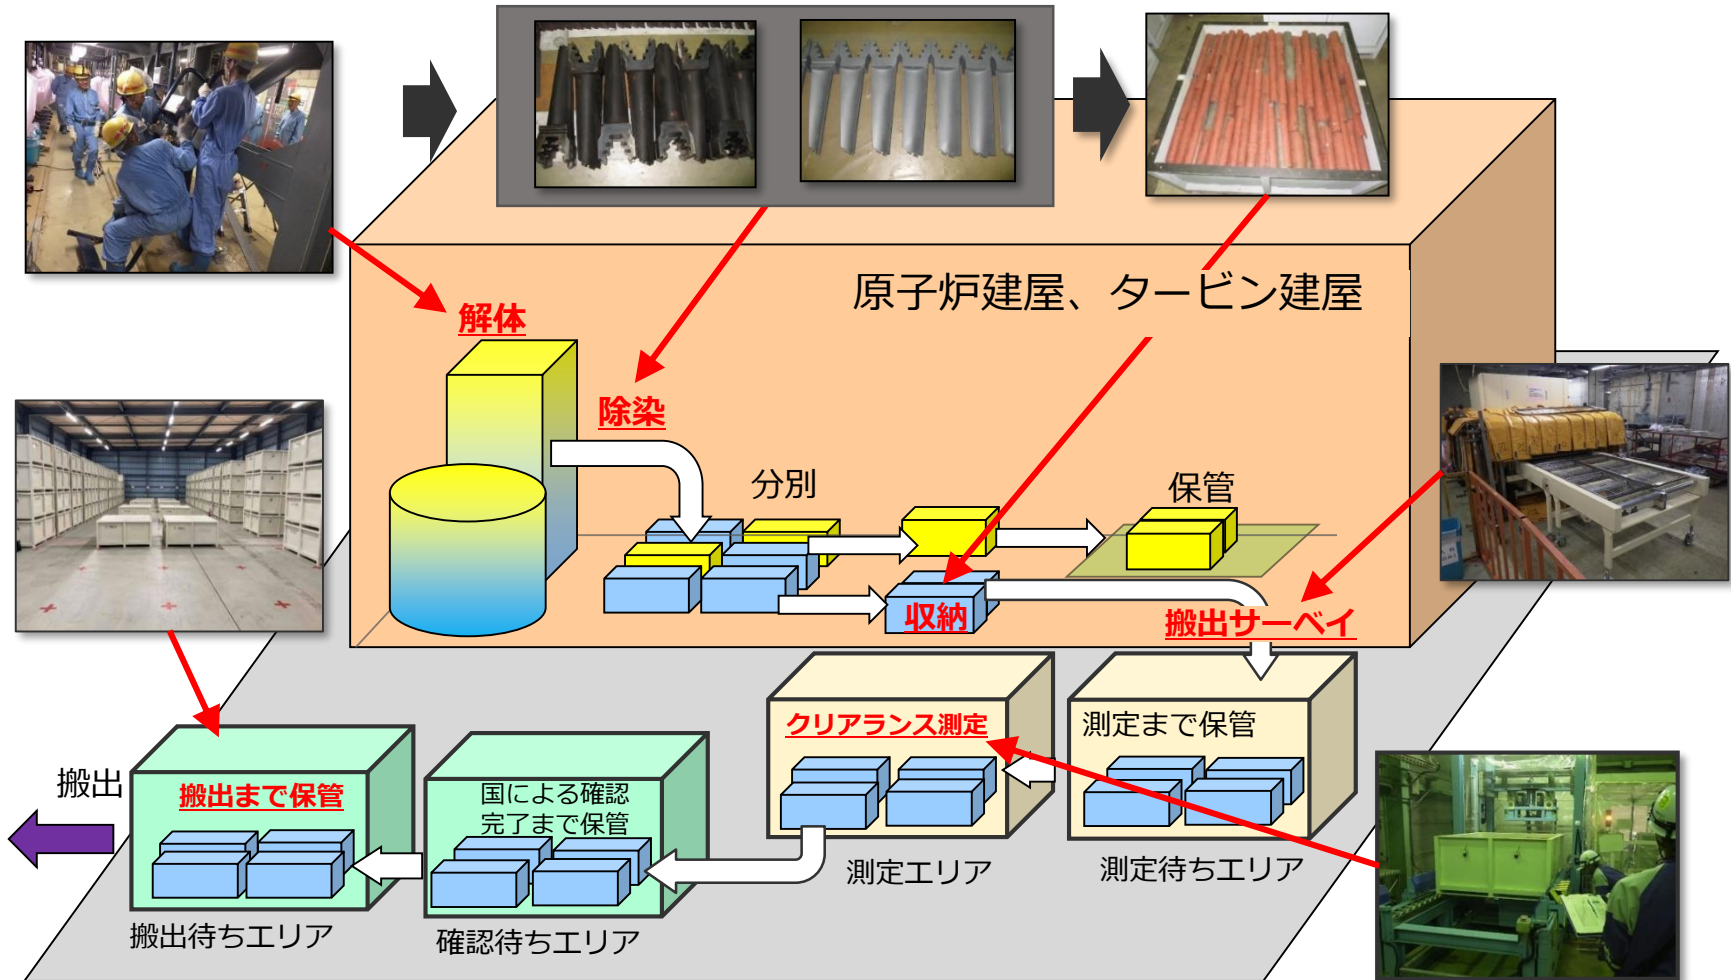 原子炉建屋、タービン建屋
解体
除染
分別
保管
収納
搬出サーベイ
クリアランス測定
測定まで保管
搬出
搬出まで保管
国による確認
完了まで保管
測定エリア
測定待ちエリア
搬出待ちエリア
確認待ちエリア